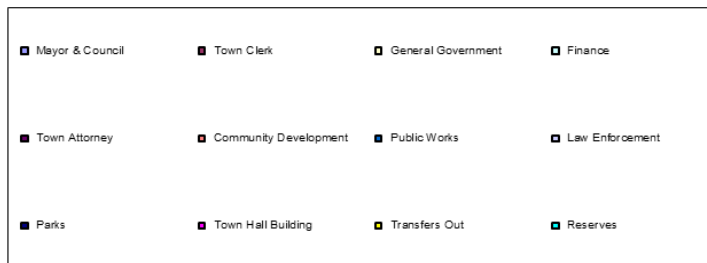 Mayor & Council Town Clerk General Government Finance
Town Attorney Community Development Public Works Law Enforcement
Parks Town Hall Building Transfers Out Reserves